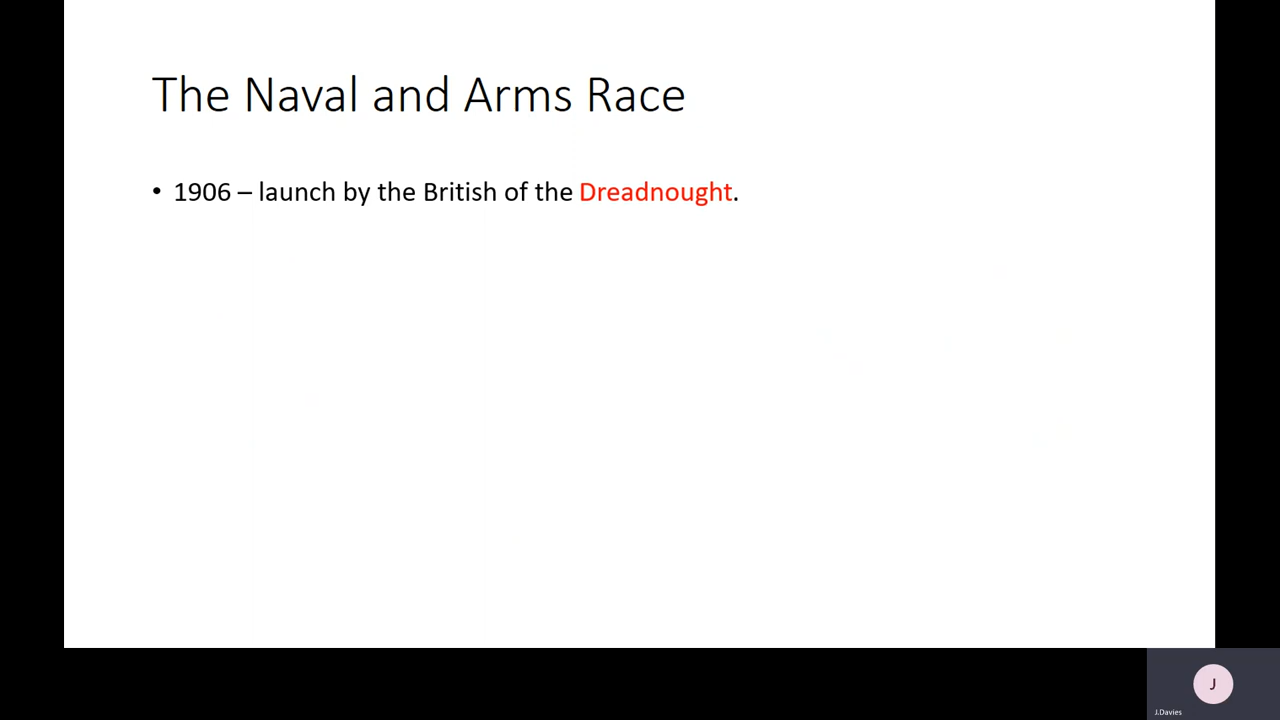 The Naval and Arms Race
• 1906 – launch by the British of the Dreadnought.
J
J.Davies